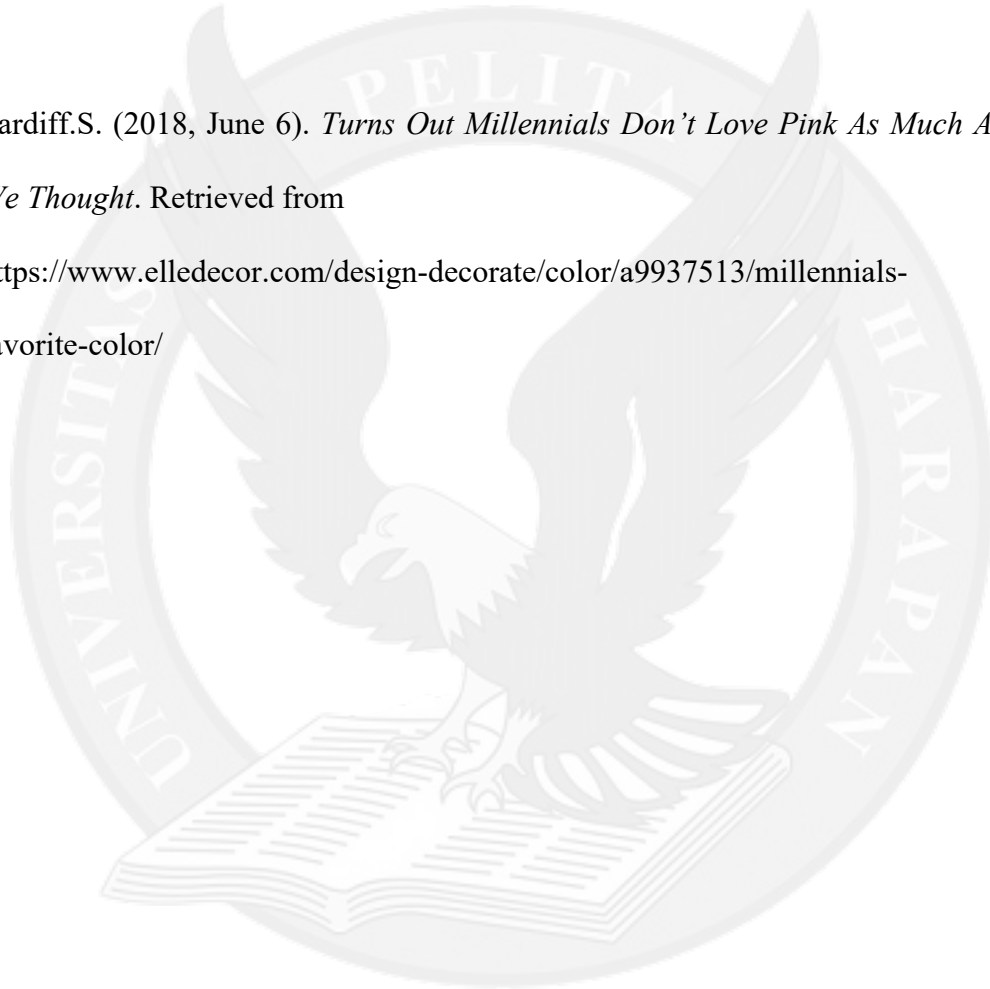 ardiff.S. (2018, June 6). Turns Out Millennials Don’t Love Pink As Much A
Ve Thought. Retrieved from
ttps://www.elledecor.com/design-decorate/color/a9937513/millennials-
avorite-color/
UNIVERSITAS PELITA HARAPAN